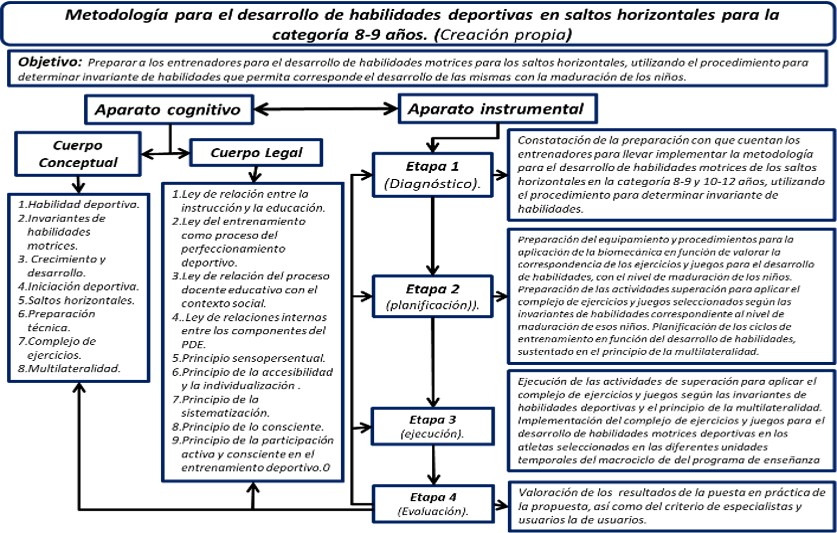 Metodología para el desarrollo de habilidades deportivas en saltos horizontales para la
categoría 8-9 años. (Creación propia)
Objetivo: Preparar a los entrenadores para el desarrollo de habilidades motrices para los saltos horizontales, utilizando el procedimiento para
determinar invariante de habilidades que permita corresponde el desarrollo de las mismas con la maduración de los niños.
Aparato cognitivo
Aparato instrumental
Cuerpo
Conceptual
Cuerpo Legal
1.Habilidad deportiva.
2.Invariantes de
habilidades
motrices.
3. Crecimiento y
desarrollo.
4.Iniciación deportiva.
5.Saltos horizontales.
6.Preparación
técnica.
7.Complejo de
ejercicios.
8.Multilateralidad.
1.Ley de relación entre la
instrucción y la educación.
2.Ley del entrenamiento
como proceso del
perfeccionamiento
deportivo.
3.Ley de relación del proceso
docente educativo con el
contexto social.
4..Ley de relaciones internas
entre los componentes del
PDE.
5.Principio sensopersentual.
6.Principio de la accesibilidad
y la individualización .
7.Principio de la
sistematización.
8.Principio de lo consciente.
9.Principio de la participación
activa y consciente en el
entrenamiento deportivo.0
Etapa 1
(Diagnóstico).
Constatación de la preparación con que cuentan los
entrenadores para llevar implementar la metodología
para el desarrollo de habilidades motrices de los saltos
horizontales en la categoría 8-9 y 10-12 años, utilizando
el procedimiento para determinar invariante de
habilidades.
Etapa 2
(planificación)).
Preparación del equipamiento y procedimientos para la
aplicación de la biomecánica en función de valorar la
correspondencia de los ejercicios y juegos para el desarrollo
de habilidades, con el nivel de maduración de los niños.
Preparación de las actividades superación para aplicar el
complejo de ejercicios y juegos seleccionados según las
invariantes de habilidades correspondiente al nivel de
maduración de esos niños. Planificación de los ciclos de
entrenamiento en función del desarrollo de habilidades,
sustentado en el principio de la multilateralidad.
Etapa 3
(ejecución).
Ejecución de las actividades de superación para aplicar el
complejo de ejercicios y juegos según las invariantes de
habilidades deportivas y el principio de la multilateralidad.
Implementación del complejo de ejercicios y juegos para el
desarrollo de habilidades motrices deportivas en los
atletas seleccionados en las diferentes unidades
temporales del macrociclo de del programa de enseñanza
Etapa 4
(Evaluación).
Valoración de los resultados de la puesta en práctica de
la propuesta, así como del criterio de especialistas y
usuarios la de usuarios.